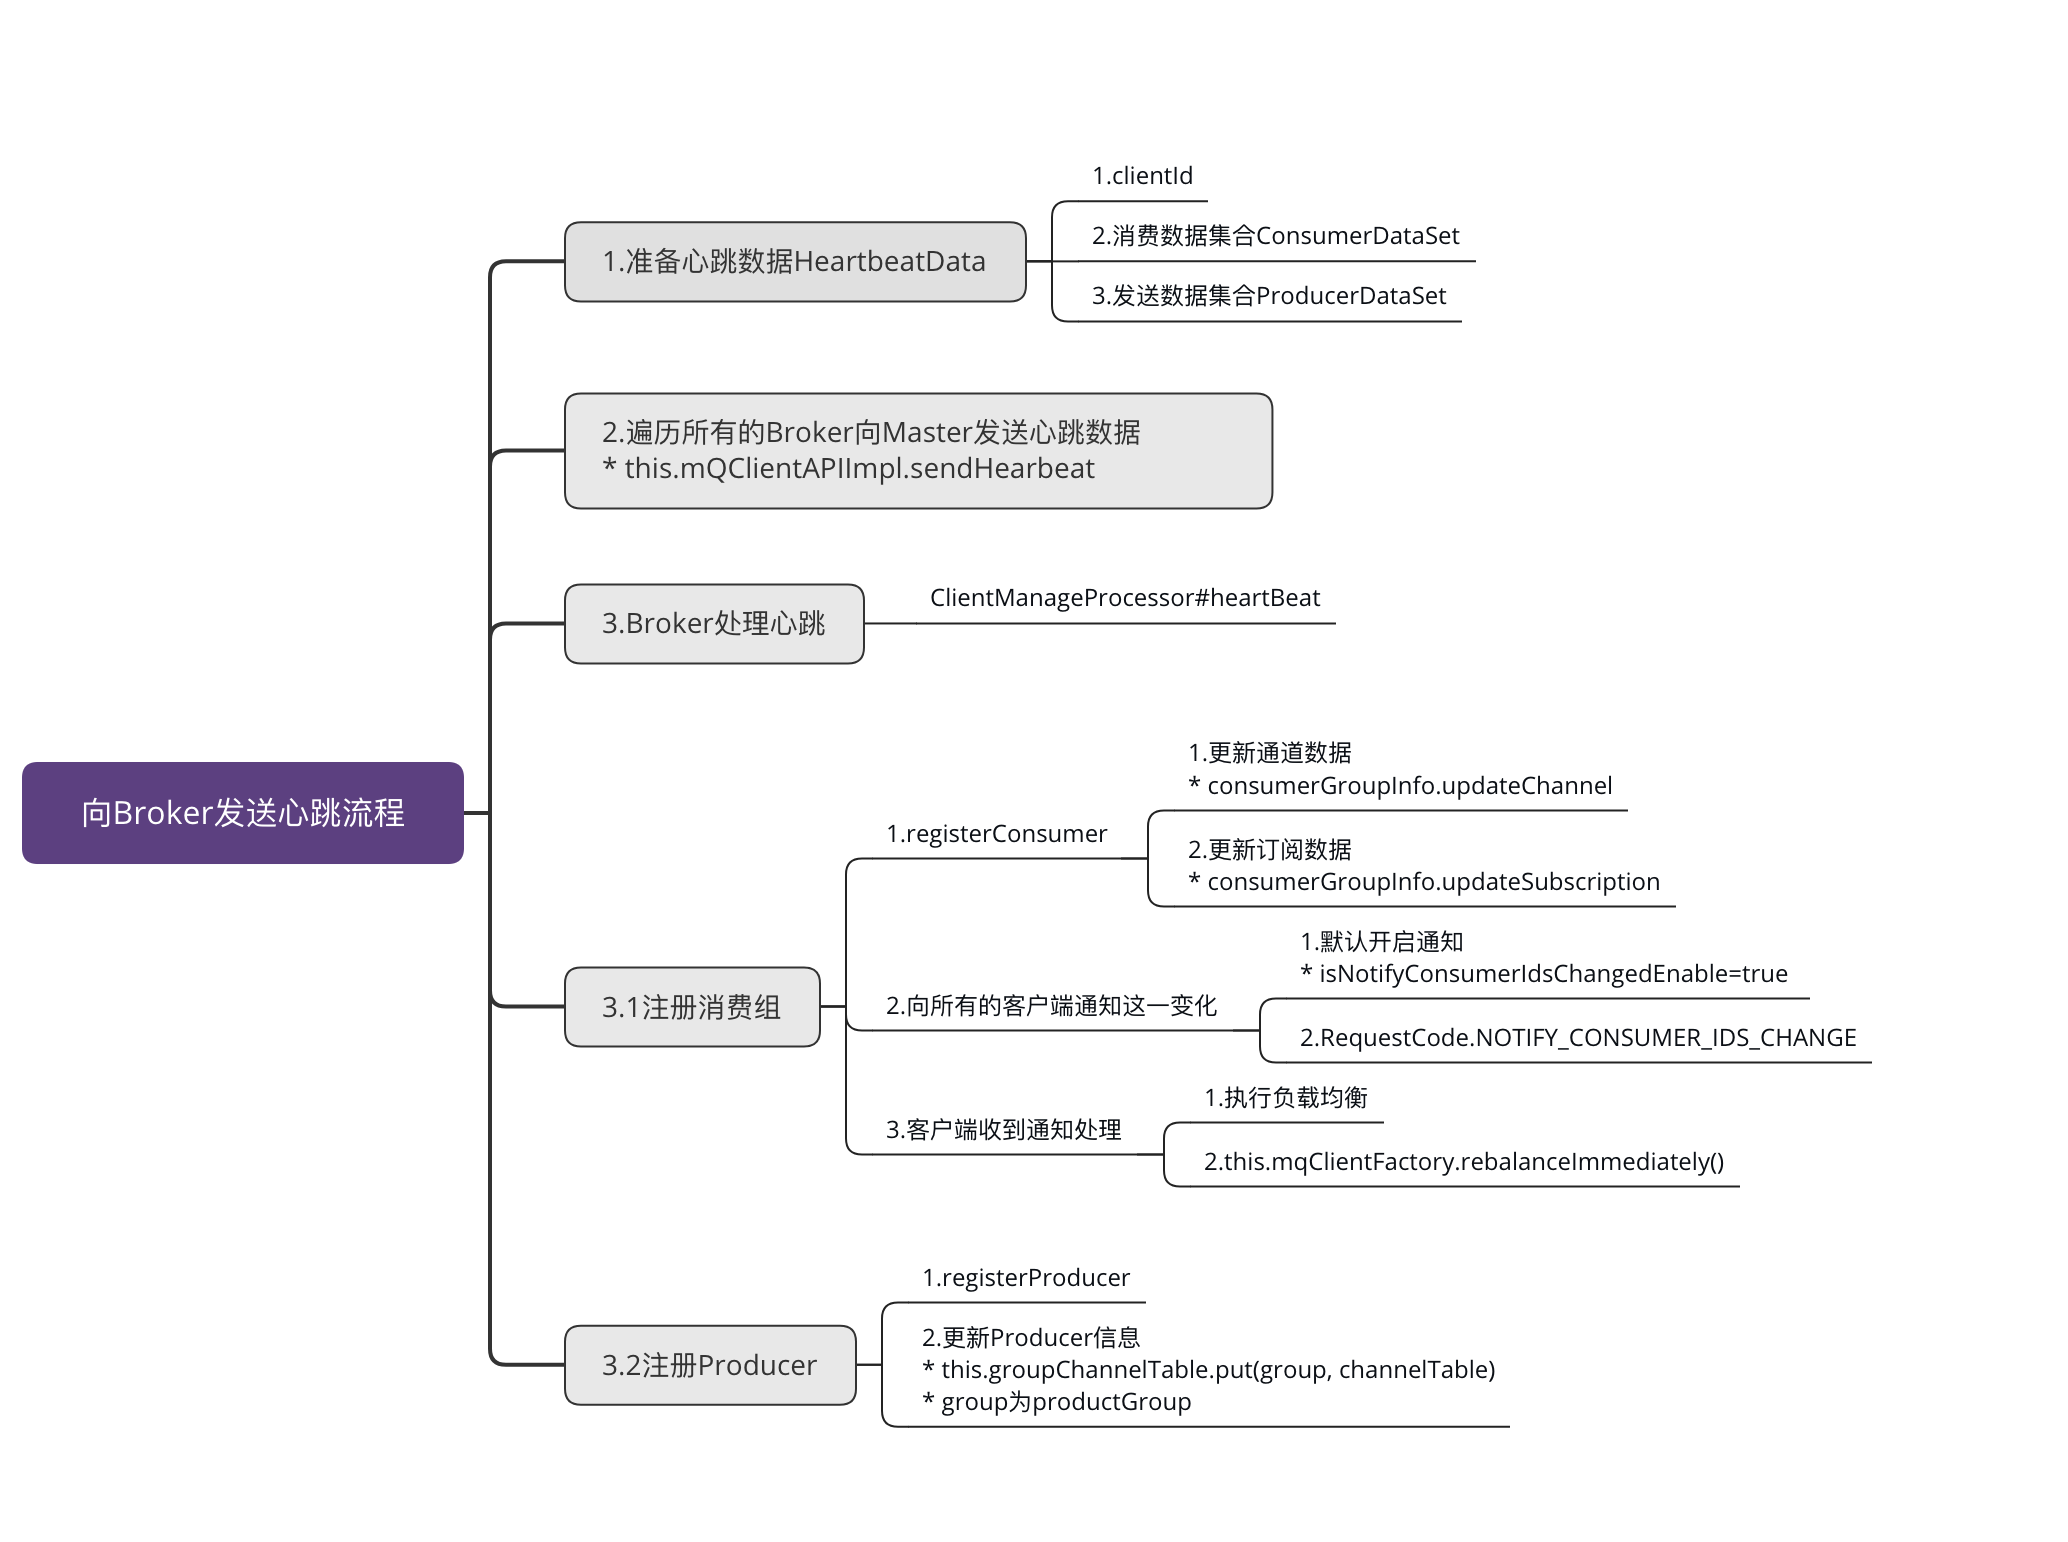 向Broker发送心跳流程
1.准备心跳数据HeartbeatData
1.clientId
2.消费数据集合ConsumerDataSet
3.发送数据集合ProducerDataSet
2.遍历所有的Broker向Master发送心跳数据
* this.mQClientAPIImpl.sendHearbeat
3.Broker处理心跳
ClientManageProcessor#heartBeat
3.1注册消费组
1.registerConsumer
1.更新通道数据
* consumerGroupInfo.updateChannel
2.更新订阅数据
* consumerGroupInfo.updateSubscription
2.向所有的客户端通知这一变化
1.默认开启通知
* isNotifyConsumerIdsChangedEnable=true
2.RequestCode.NOTIFY_CONSUMER_IDS_CHANGE
3.客户端收到通知处理
1.执行负载均衡
2.this.mqClientFactory.rebalanceImmediately()
3.2注册Producer
1.registerProducer
2.更新Producer信息
* this.groupChannelTable.put(group, channelTable)
* group为productGroup